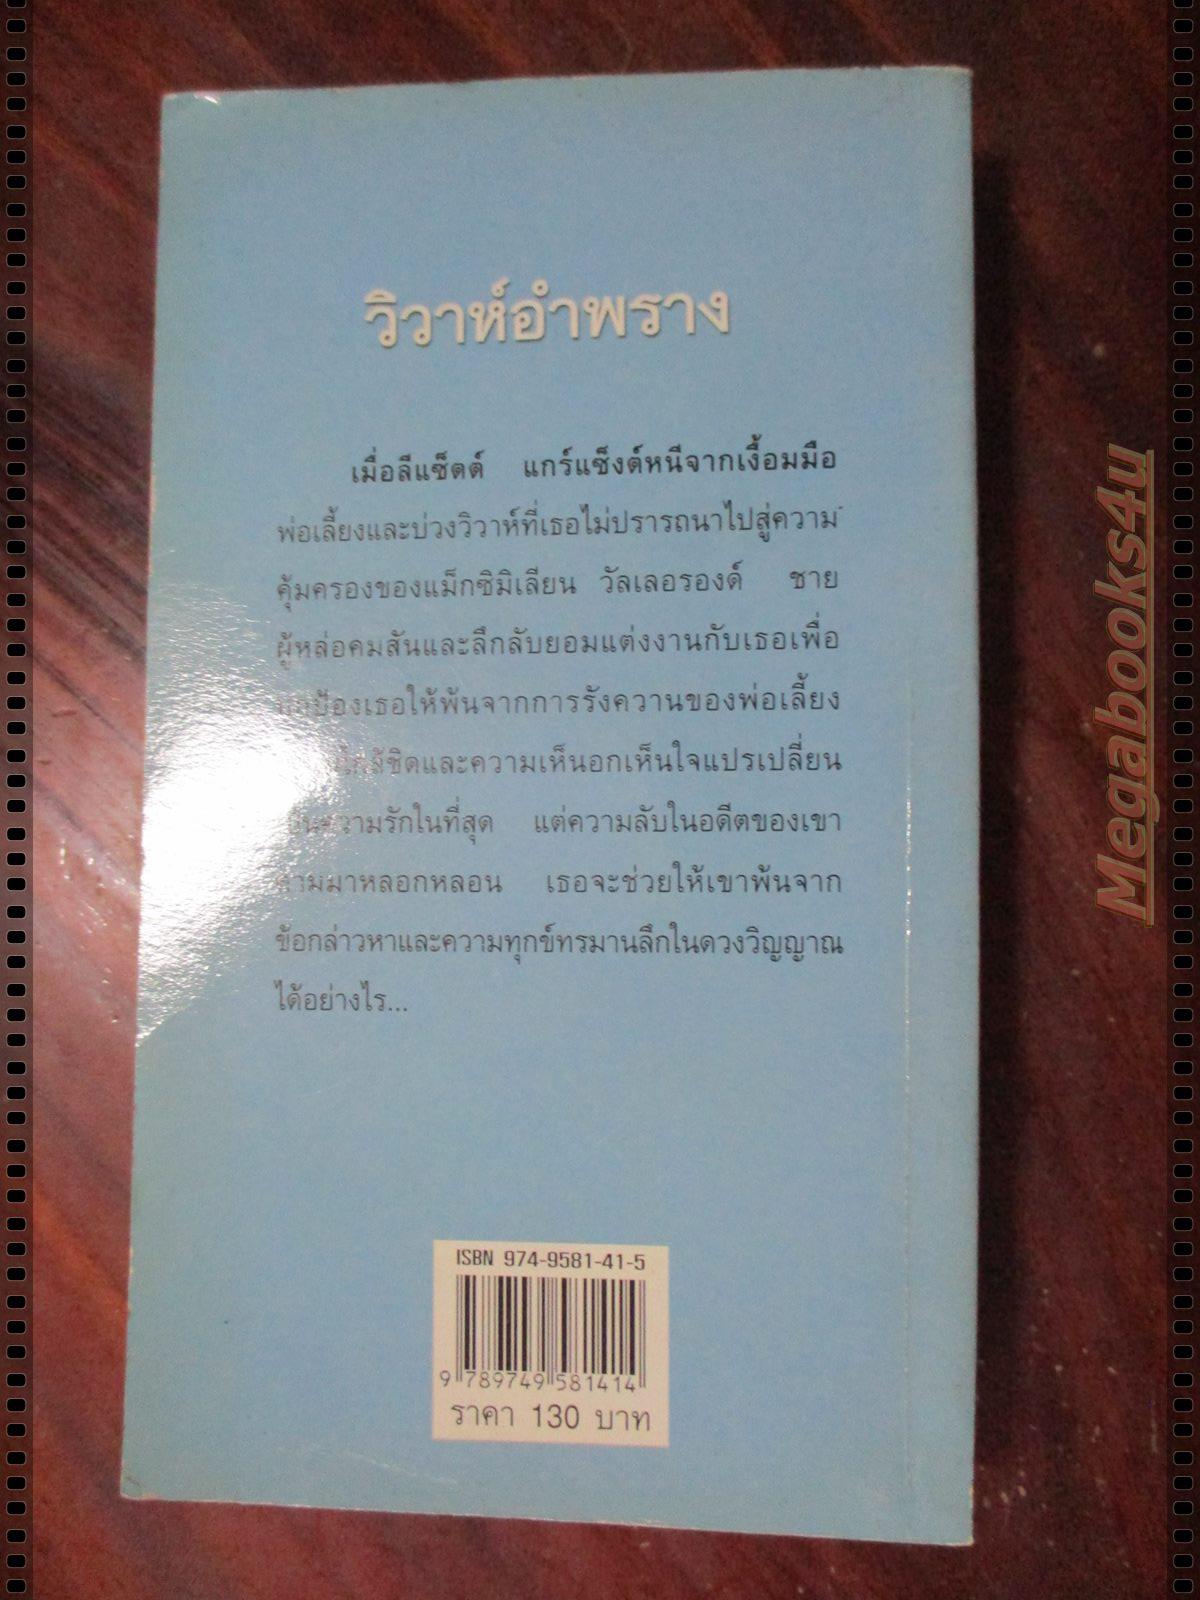 วิวาห์อำพราง
เมื่อลีแซ็ตต์ แกร์แซ็งต์หนีจากเงื้อมมือ
พ่อเลี้ยงและบ่วงวิวาห์ที่เธอไม่ปรารถนาไปสู่ความ
คุ้มครองของแม็กซิมิเลียน วัลเลอรองด์ ชาย
ผู้หล่อคมสันและลึกลับยอมแต่งงานกับเธอเพื่อ
ปกป้องเธอให้พ้นจากการรังควานของพ่อเลี้ยง
ใกล้ชิดและความเห็นอกเห็นใจแปรเปลี่ยน
เป็นความรักในที่สุด แต่ความลับในอดีตของเขา
ตามมาหลอกหลอน เธอจะช่วยให้เขาพ้นจาก
ข้อกล่าวหาและความทุกข์ทรมานลึกในดวงวิญญาณ
ได้อย่างไร...
ISBN 974-9581-41-5
9 789749 581414
ราคา 130 บาท
Megabooks4u